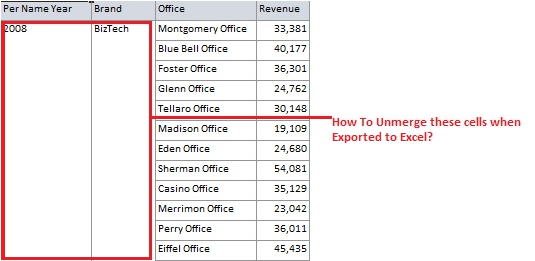 Per Name Year Brand Office Revenue
2008 BizTech Montgomery Office 33,381
Blue Bell Office 40,177
Foster Office 36,301
Glenn Office 24,762
Tellaro Office 30,148
How To Unmerge these cells when
Exported to Excel?
Madison Office 19,109
Eden Office 24,680
Sherman Office 54,081
Casino Office 35,129
Merrimon Office 23,042
Perry Office 36,011
Eiffel Office 45,435